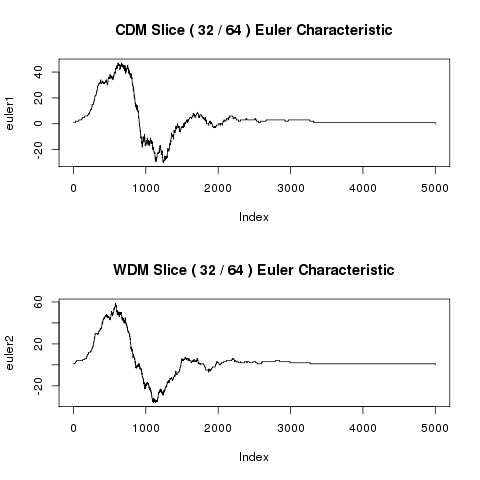 CDM Slice ( 32 / 64 ) Euler Characteristic
euler1
40
20
0
-20
0 1000 2000 3000 4000 5000
Index
WDM Slice ( 32 / 64 ) Euler Characteristic
euler2
60
20
-20
0 1000 2000 3000 4000 5000
Index